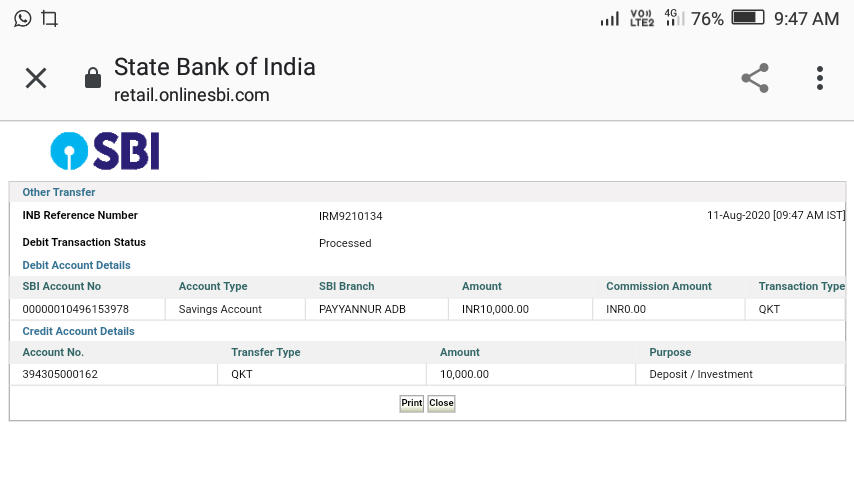 VO)) LTE2 4G 76% 9:47 AM
State Bank of India
retail.onlinesbi.com
SBI
Other Transfer
INB Reference Number IRM9210134 11-Aug-2020 [09:47 AM IST]
Debit Transaction Status Processed
Debit Account Details
SBI Account No Account Type SBI Branch Amount Commission Amount Transaction Type
00000010496153978 Savings Account PAYYANNUR ADB INR10,000.00 INR0.00 QKT
Credit Account Details
Account No. Transfer Type Amount Purpose
394305000162 QKT 10,000.00 Deposit / Investment
Print Close